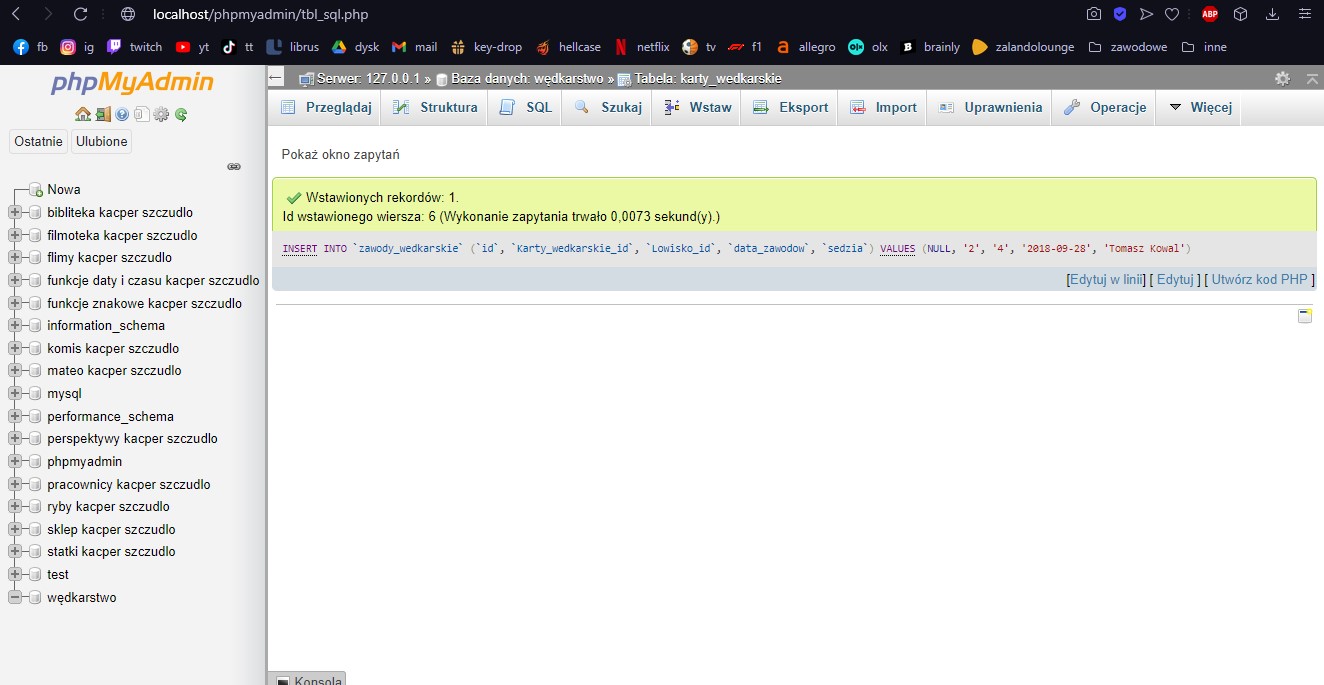 localhost/phpmyadmin/tbl_sql.php
fb ig twitch yt tt librus dysk mail key-drop hellcase netflix tv f1 allegro olx brainly zalandolounge zawodowe inne
phpMyAdmin
Ostatnie Ulubione
Nowa
bibliteka kacper szczudlo
filmoteka kacper szczudlo
flimy kacper szczudlo
funkcje daty i czasu kacper szczudlo
funkcje znakowe kacper szczudlo
information_schema
komis kacper szczudlo
mateo kacper szczudlo
mysql
performance_schema
perspektywy kacper szczudlo
phpmyadmin
pracownicy kacper szczudlo
ryby kacper szczudlo
sklep kacper szczudlo
statki kacper szczudlo
test
wędkarstwo
Serwer: 127.0.0.1 » Baza danych: wędkarstwo » Tabela: karty_wedkarskie
Przeglądaj Struktura SQL Szukaj Wstaw Eksport Import Uprawnienia Operacje Więcej
Pokaż okno zapytań
Wstawionych rekordów: 1.
Id wstawionego wiersza: 6 (Wykonanie zapytania trwało 0,0073 sekund(y).)
INSERT INTO `zawody_wedkarskie` (`id`, `Karty_wedkarskie_id`, `Lowisko_id`, `data_zawodow`, `sedzia`) VALUES (NULL, '2', '4', '2018-09-28', 'Tomasz Kowal')
[Edytuj w linii] [ Edytuj ] [ Utwórz kod PHP ]
Konsola